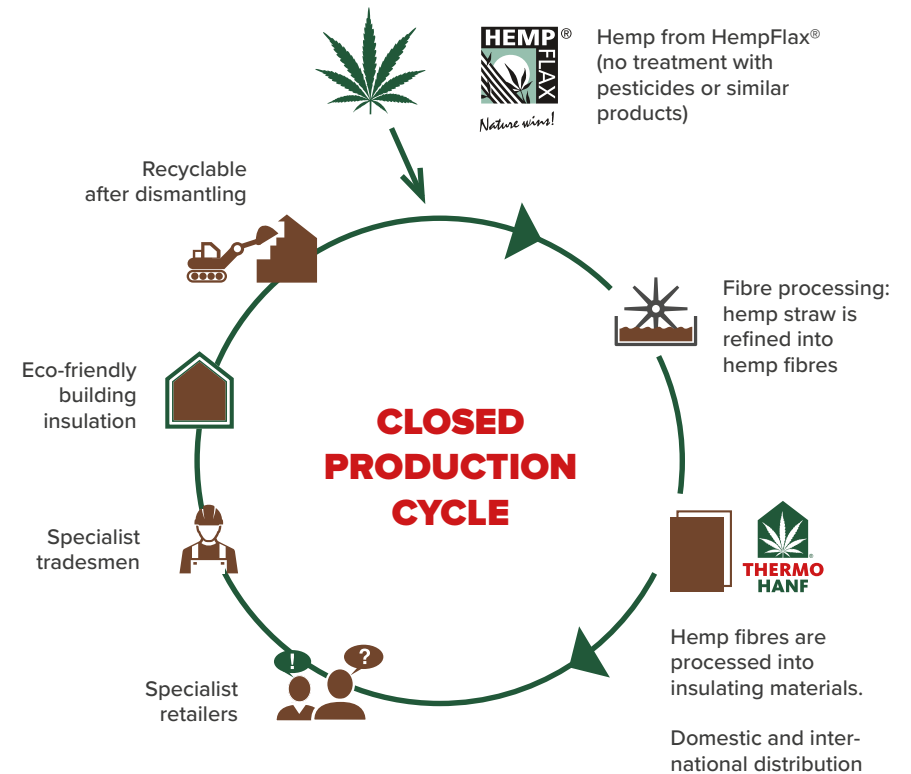 HEMP®
FLAX
Nature wins!
Hemp from HempFlax®
(no treatment with
pesticides or similar
products)
Recyclable
after dismantling
Fibre processing:
hemp straw is
refined into
hemp fibres
Eco-friendly
building
insulation
CLOSED
PRODUCTION
CYCLE
Specialist
tradesmen
®
THERMO
HANF
Hemp fibres are
processed into
insulating materials.
Domestic and inter-
national distribution
!
?
Specialist
retailers